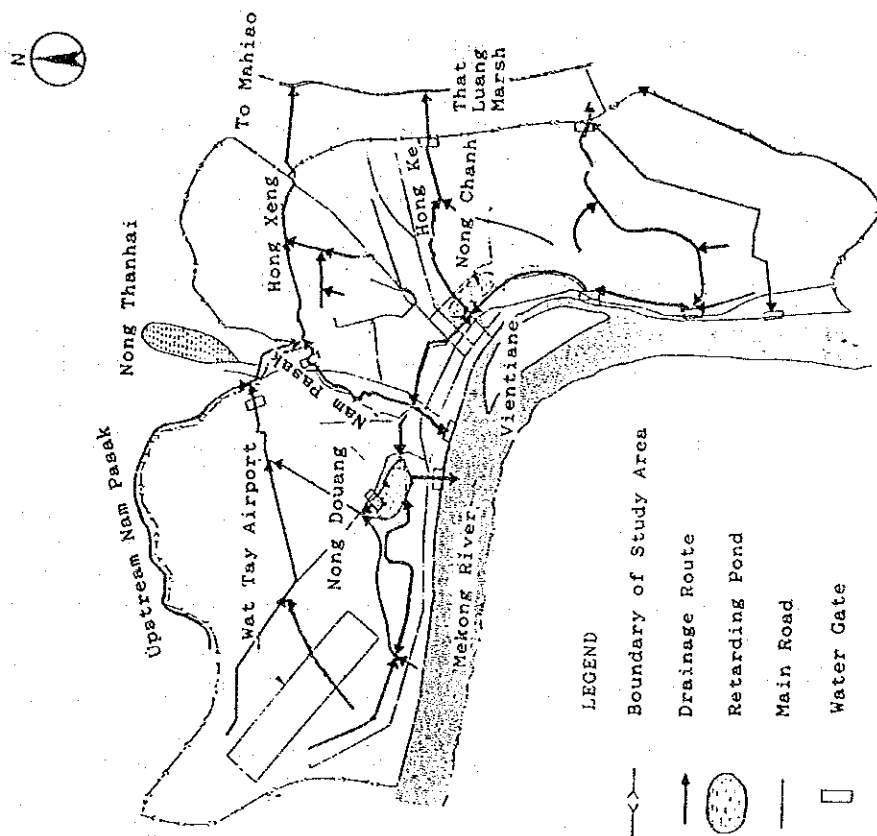 N
To Mahiao
Nong Thanhai
Hong Xeng
Upstream Nam Pasak
Nam Pasak
Wat Tay Airport
Hong Ke
That
Luang
Marsh
Nong Chanh
Nong Douang
Vientiane
Mekong River
LEGEND
Boundary of Study Area
Drainage Route
Retarding Pond
Main Road
Water Gate